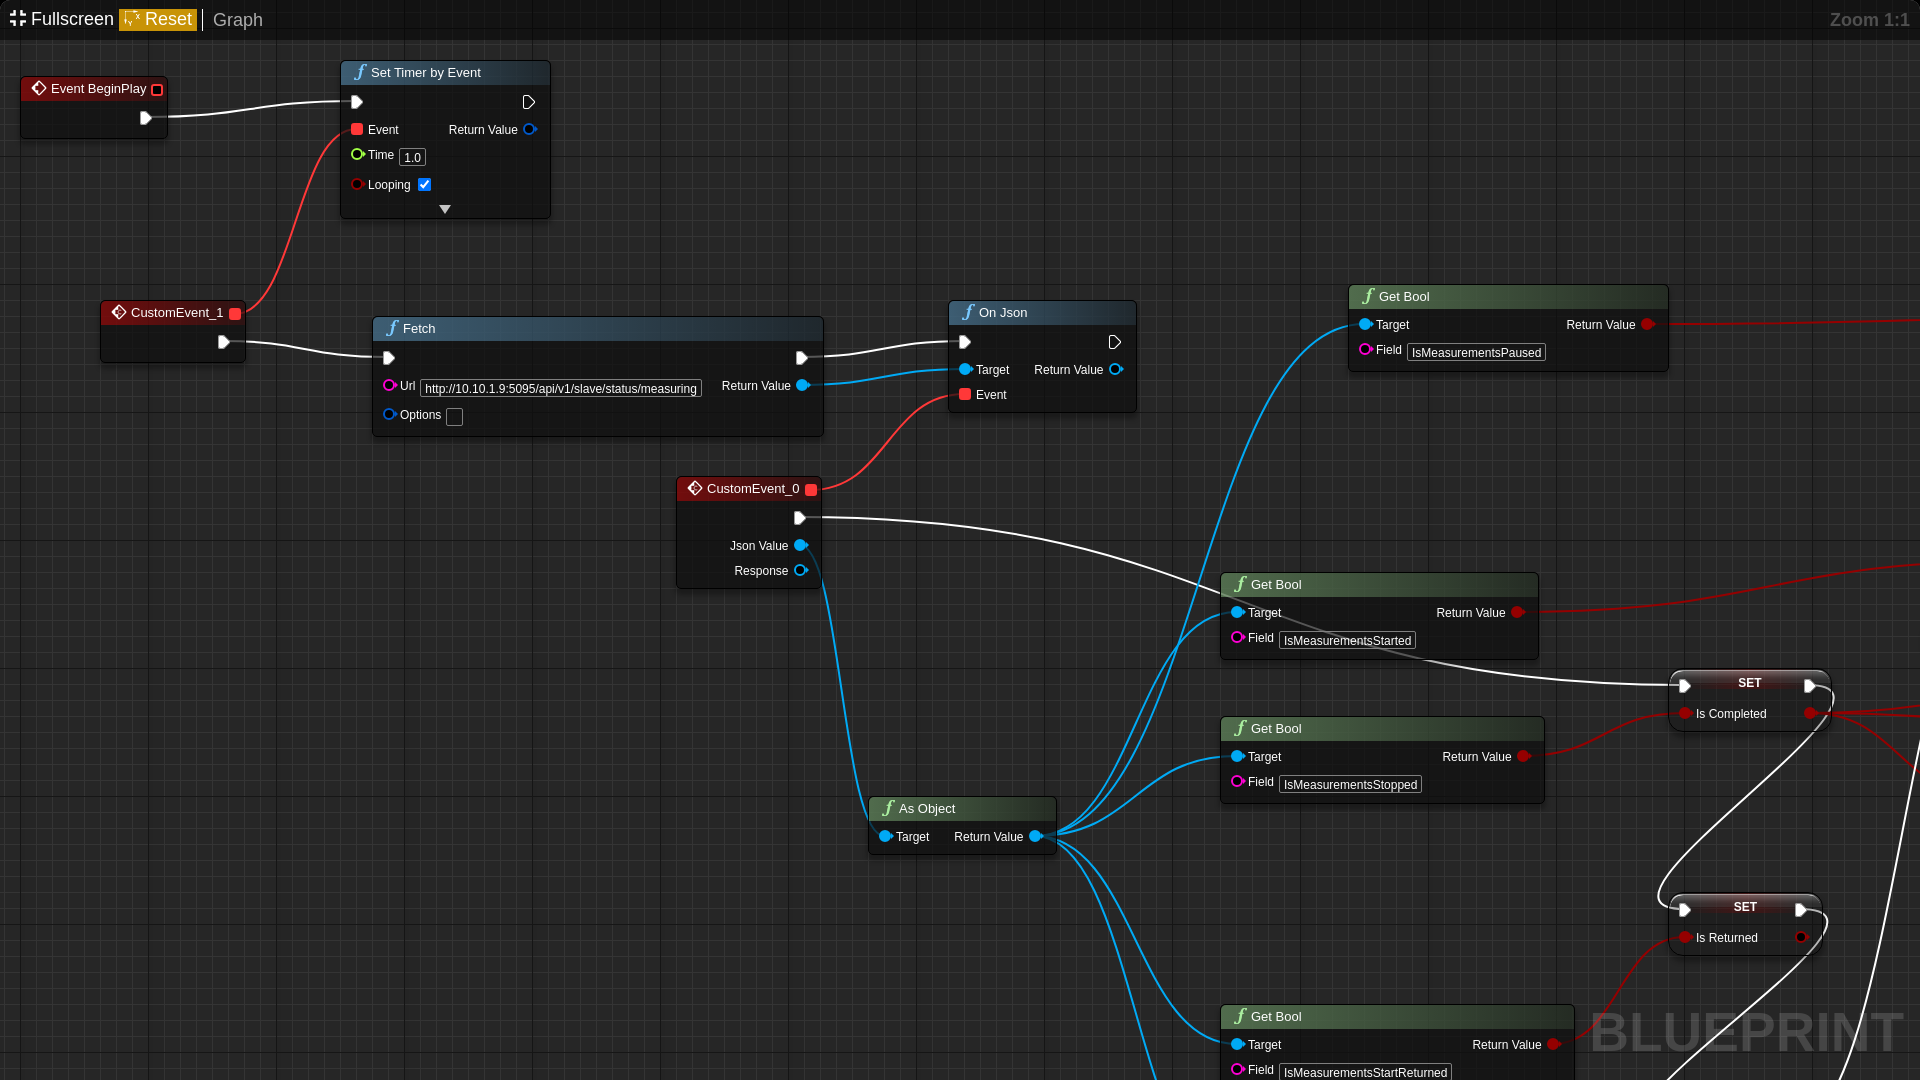 Fullscreen Reset Graph
Zoom 1:1
Event BeginPlay
Set Timer by Event
Event
Return Value
Time 1.0
Looping
CustomEvent_1
Fetch
Url http://10.10.1.9:5095/api/v1/slave/status/measuring
Return Value
Options
On Json
Target
Return Value
Event
Get Bool
Target
Return Value
Field IsMeasurementsPaused
CustomEvent_0
Json Value
Response
Get Bool
Target
Return Value
Field IsMeasurementsStarted
SET
Is Completed
Get Bool
Target
Return Value
Field IsMeasurementsStopped
As Object
Target
Return Value
SET
Is Returned
Get Bool
Target
Return Value
Field IsMeasurementsStartReturned
BLUEPRINT